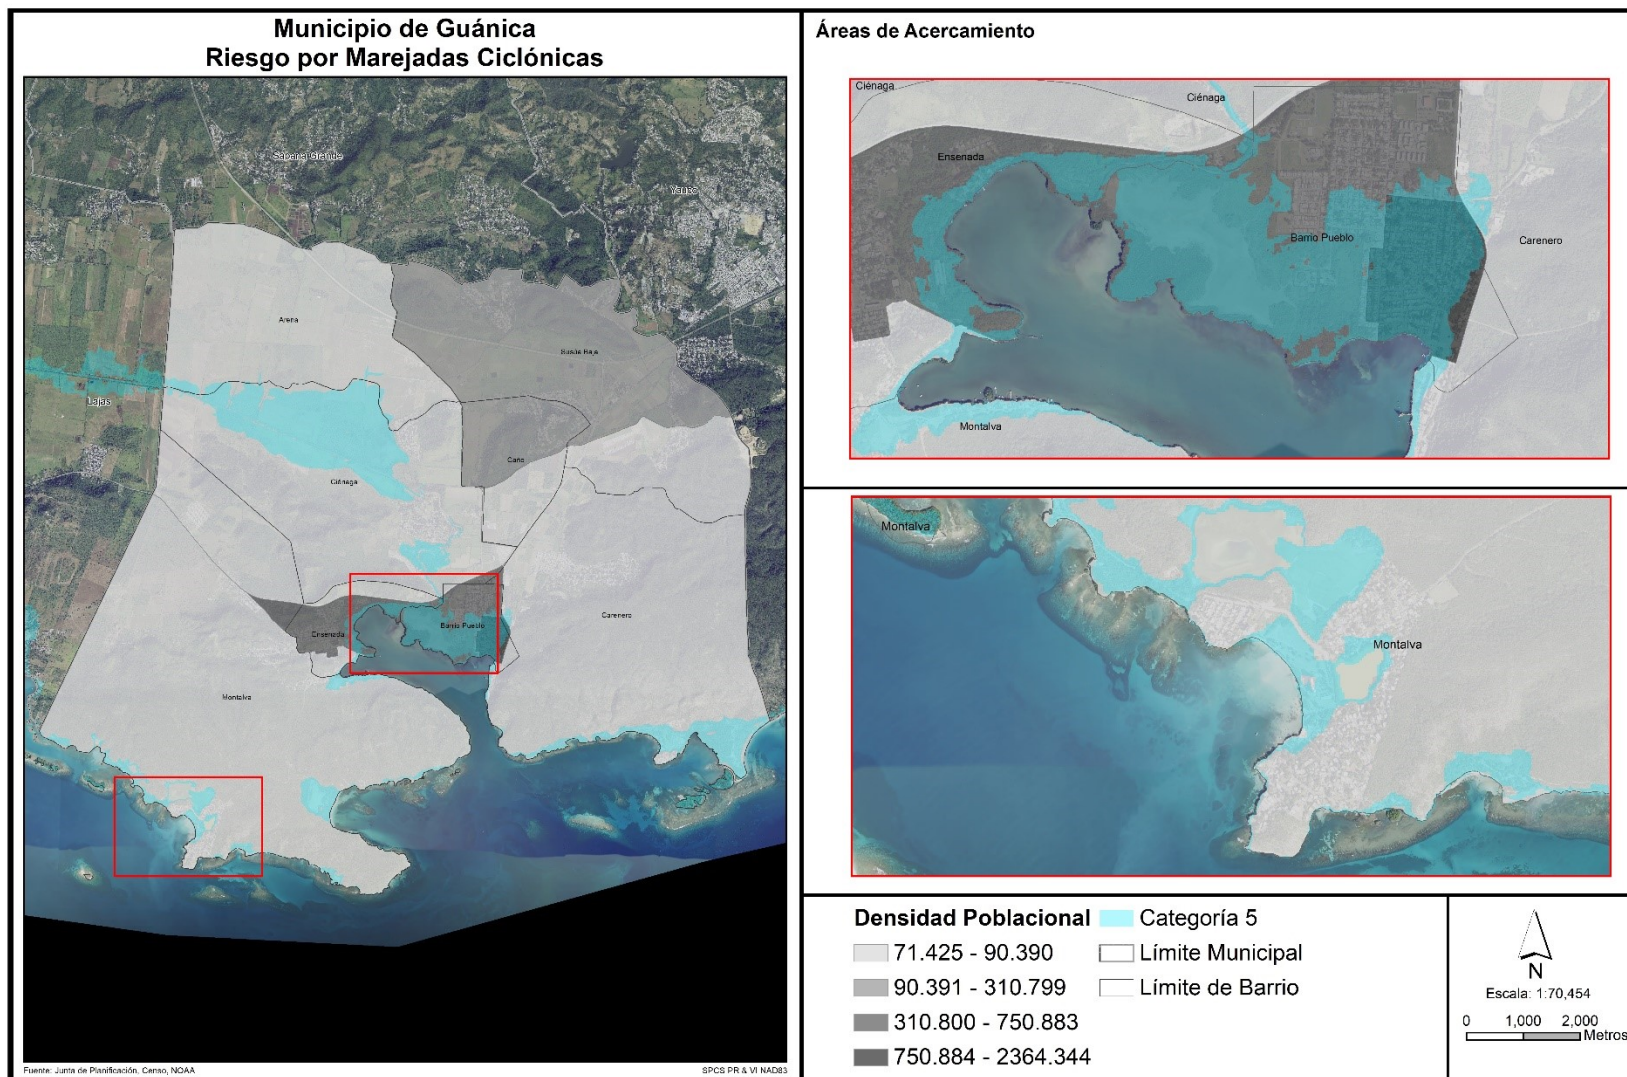 Municipio de Guánica
Riesgo por Marejadas Ciclónicas
Sabana Grande
Yauco
Arena
Susúa Baja
Lajas
Caño
Ciénaga
Carenero
Ensenada
Barrio Pueblo
Montalva
Fuente: Junta de Planificación, Censo, NOAA
SPCS PR & VI NAD83
Áreas de Acercamiento
Ciénaga
Ciénaga
Ensenada
Barrio Pueblo
Carenero
Montalva
Montalva
Montalva
Densidad Poblacional
71.425 - 90.390
90.391 - 310.799
310.800 - 750.883
750.884 - 2364.344
Categoría 5
Límite Municipal
Límite de Barrio
N
Escala: 1:70,454
0 1,000 2,000
Metros